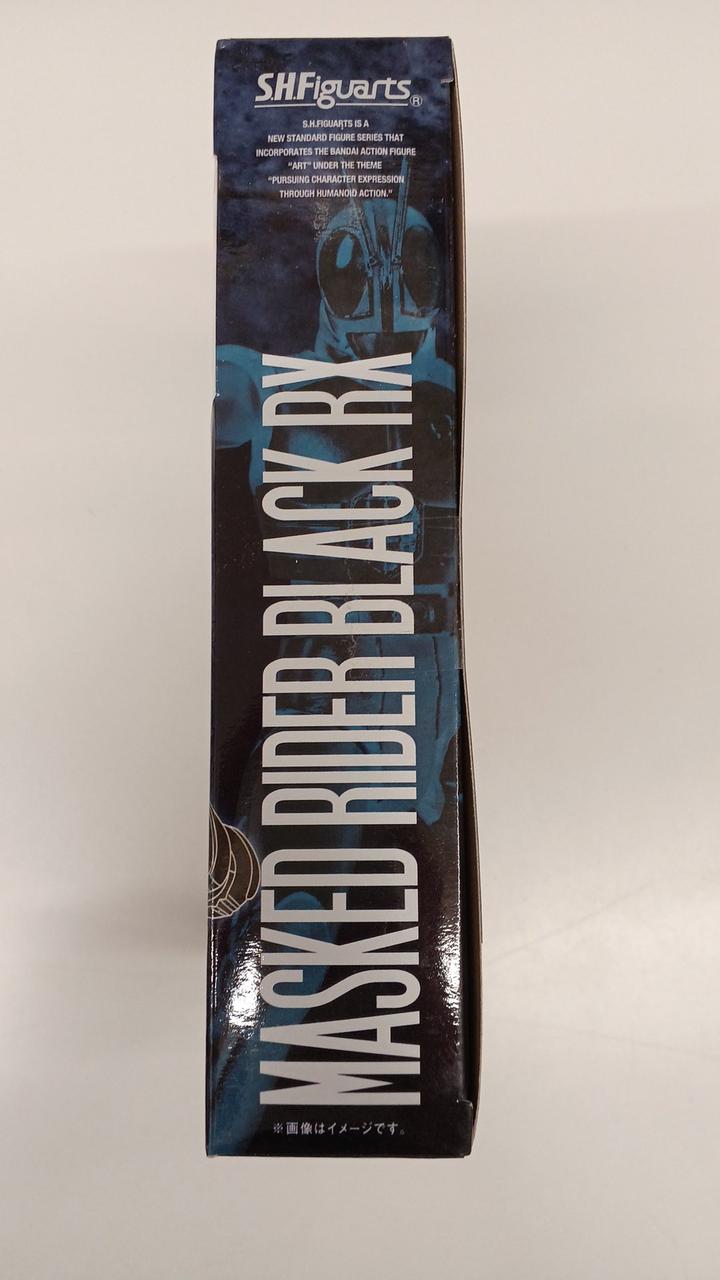 S.H.Figuarts®
S.H.FIGUARTS IS A
NEW STANDARD FIGURE SERIES THAT
INCORPORATES THE BANDAI ACTION FIGURE
"ART" UNDER THE THEME
"PURSUING CHARACTER EXPRESSION
THROUGH HUMANOID ACTION."
MASKED RIDER BLACK RX
※画像はイメージです。